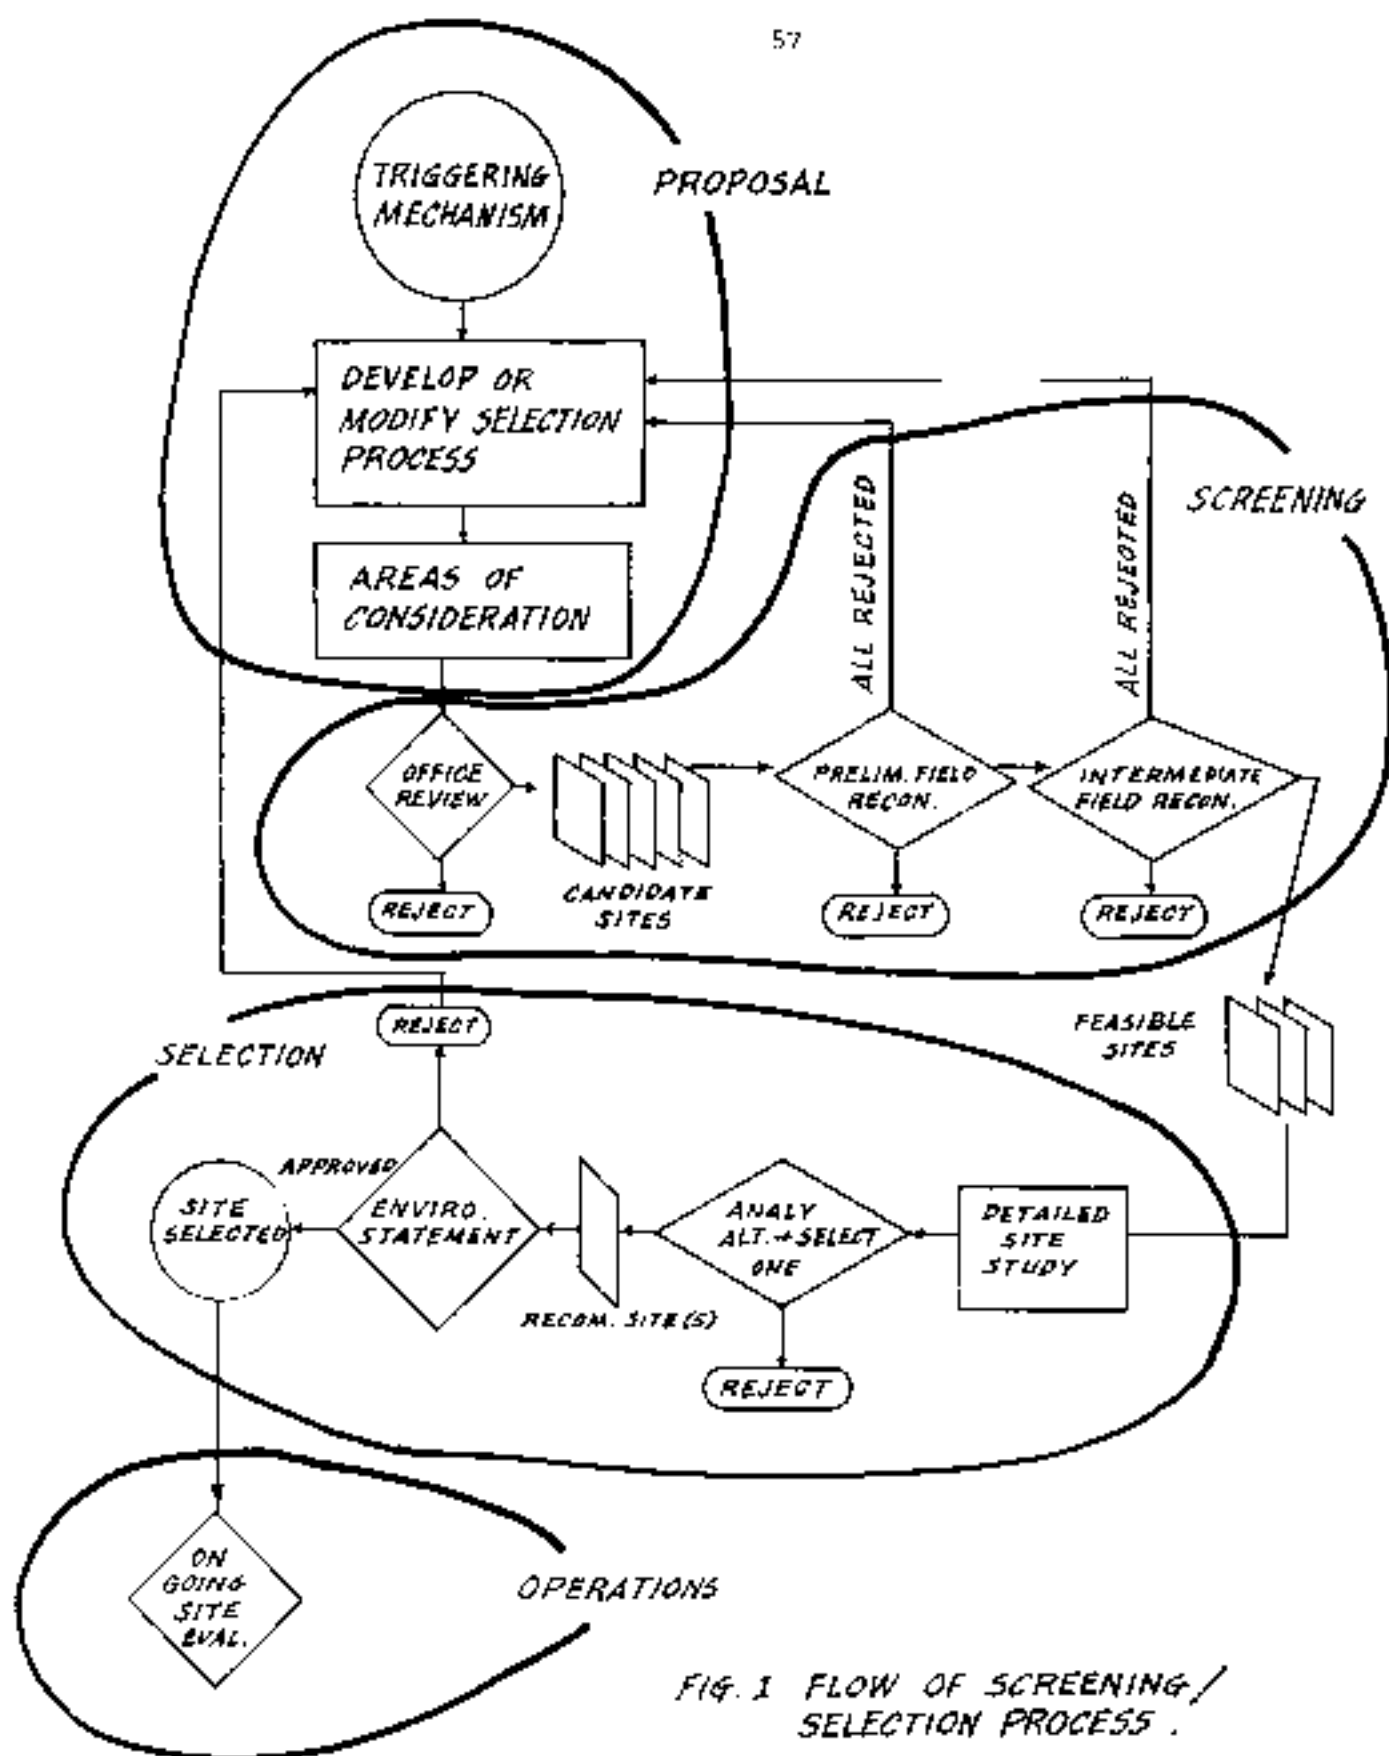 57
TRIGGERING
MECHANISM
PROPOSAL
DEVELOP OR
MODIFY SELECTION
PROCESS
AREAS OF
CONSIDERATION
ALL REJECTED
ALL REJECTED
SCREENING
OFFICE
REVIEW
REJECT
CANDIDATE
SITES
PRELIM. FIELD
RECON.
REJECT
INTERMEDIATE
FIELD RECON.
REJECT
FEASIBLE
SITES
REJECT
SELECTION
APPROVED
SITE
SELECTED
ENVIRO.
STATEMENT
RECOM. SITE(S)
ANALY
ALT.→SELECT
ONE
REJECT
DETAILED
SITE
STUDY
ON
GOING
SITE
EVAL.
OPERATIONS
FIG. 1 FLOW OF SCREENING/
SELECTION PROCESS.